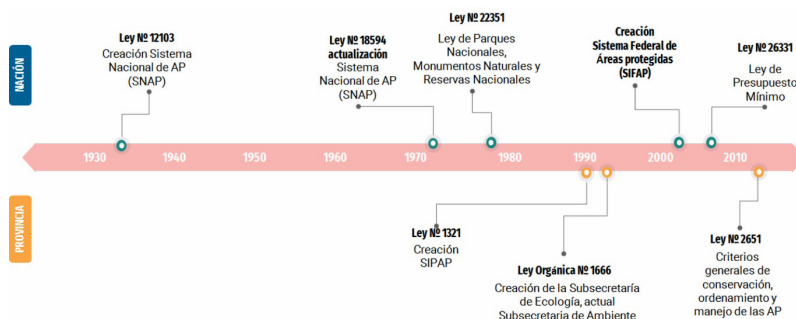 NACIÓN
Ley Nº 12103
Creación Sistema
Nacional de AP
(SNAP)
Ley Nº 18594
actualización
Sistema
Nacional de AP
(SNAP)
Ley Nº 22351
Ley de Parques
Nacionales,
Monumentos Naturales y
Reservas Nacionales
Creación
Sistema Federal de
Áreas protegidas
(SIFAP)
Ley Nº 26331
Ley de
Presupuesto
Mínimo
1930
1940
1950
1960
1970
1980
1990
2000
2010
PROVINCIA
Ley Nº 1321
Creación
SIPAP
Ley Orgánica Nº 1666
Creación de la Subsecretaría
de Ecología, actual
Subsecretaria de Ambiente
Ley Nº 2651
Criterios
generales de
conservación,
ordenamiento y
manejo de las AP